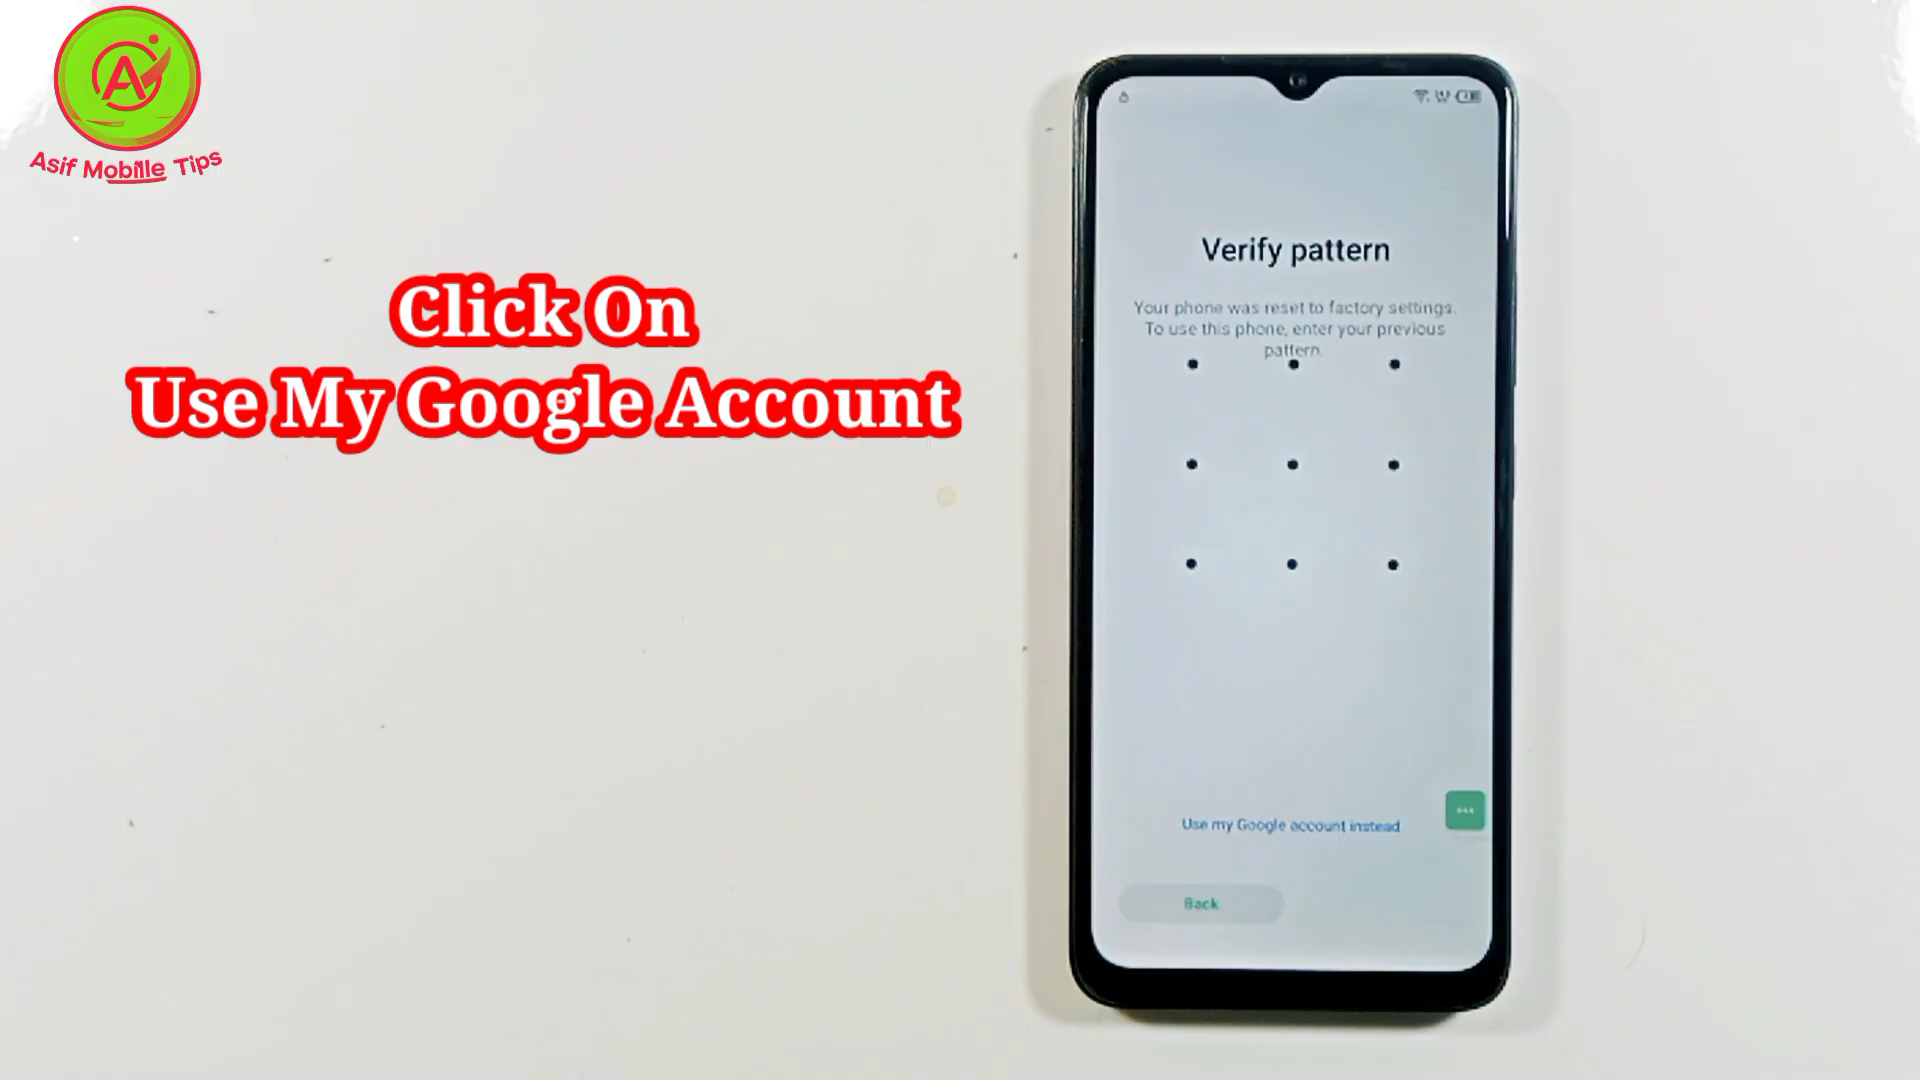 Asif Mobille Tips
Click On
Use My Google Account
Verify pattern
Your phone was reset to factory settings.
To use this phone, enter your previous
pattern.
Use my Google account instead
Back